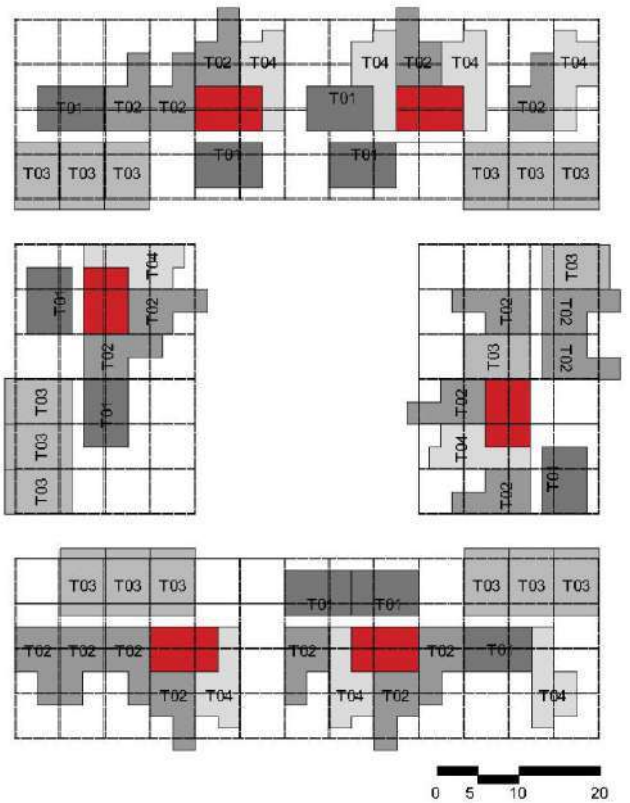 T02 T04 T04 T02 T04 T04
T01 T02 T02 T01 T02
T01 T01
T03 T03 T03 T03 T03 T03
T04 T03
T01 T02 T02 T02
T02 T03 T02
T03 T01 T02
T03 T04
T03 T02 T01
T03 T03 T03 T03 T03 T03
T01 T01
T02 T02 T02 T02 T02 T01
T02 T04 T04 T02 T04
0 5 10 20